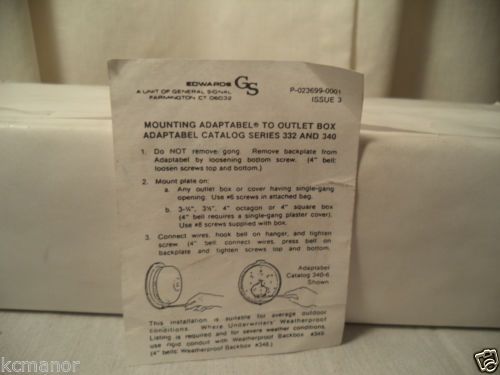 EDWARDS GS
A UNIT OF GENERAL SIGNAL
FARMINGTON CT 06032
P-023699-0001
ISSUE 3
MOUNTING ADAPTABEL® TO OUTLET BOX
ADAPTABEL CATALOG SERIES 332 AND 340
1. Do NOT remove gong. Remove backplate from
Adaptabel by loosening bottom screw. (4" bell:
loosen screws top and bottom.)
2. Mount plate on:
a. Any outlet box or cover having single-gang
opening. Use #6 screws in attached bag.
b. 3-¼", 3½", 4" octagon or 4" square box
(4" bell requires a single-gang plaster cover).
Use #8 screws supplied with box.
3. Connect wires, hook bell on hanger, and tighten
screw. (4" bell: connect wires, press bell on
backplate and tighten screws top and bottom.
Adaptabel
Catalog 340-6
Shown
This installation is suitable for average outdoor
conditions. Where Underwriters' Weatherproof
Listing is required and for severe weather conditions,
use rigid conduit with Weatherproof Backbox #349.
(4" bells: Weatherproof Backbox #348.)
kcmanor